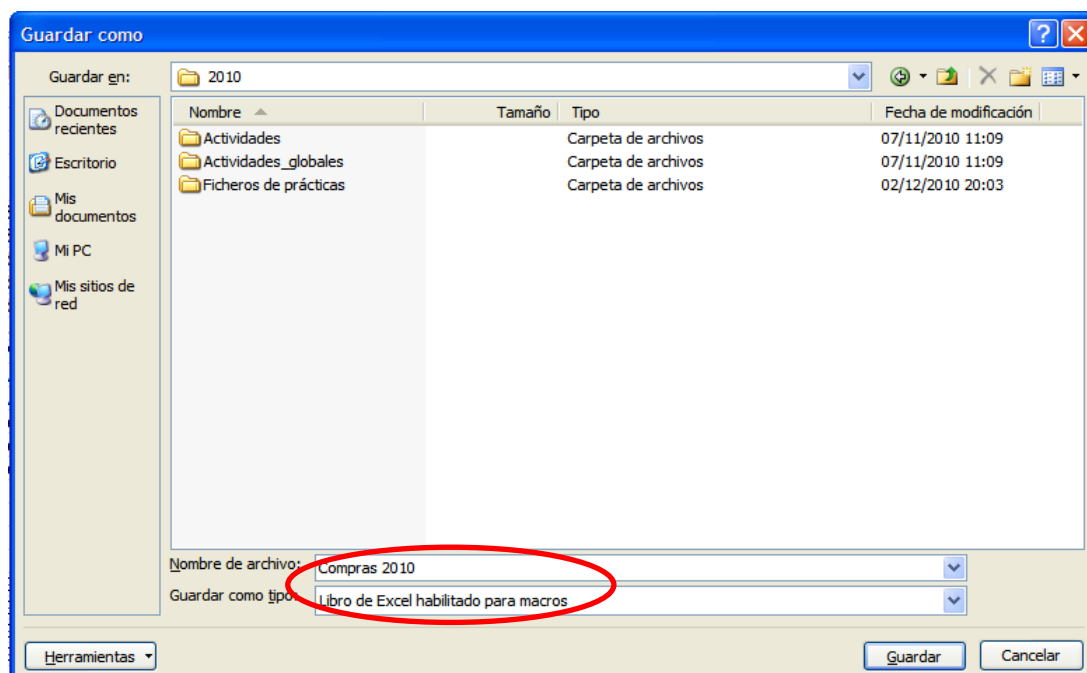 Guardar como
Guardar en:
2010
Documentos
recientes
Escritorio
Mis
documentos
Mi PC
Mis sitios de
red
Nombre Tamaño Tipo Fecha de modificación
Actividades Carpeta de archivos 07/11/2010 11:09
Actividades_globales Carpeta de archivos 07/11/2010 11:09
Ficheros de prácticas Carpeta de archivos 02/12/2010 20:03
Nombre de archivo: Compras 2010
Guardar como tipo: Libro de Excel habilitado para macros
Herramientas Guardar Cancelar